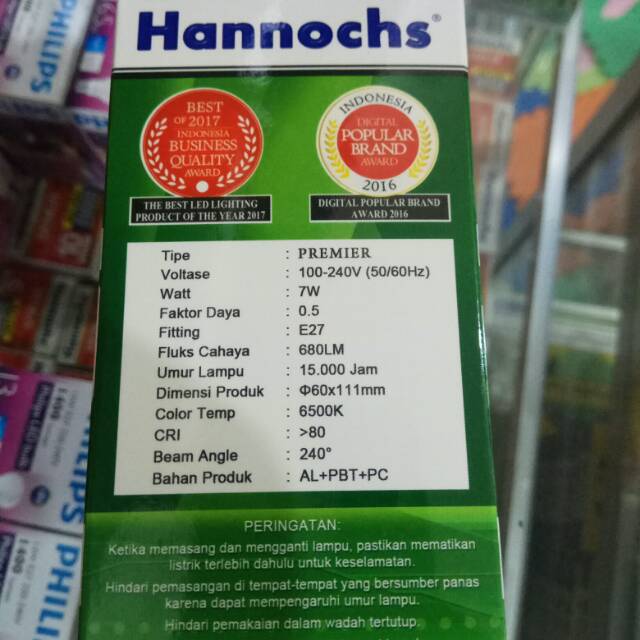 Hannochs®
BEST
OF 2017
INDONESIA
BUSINESS
QUALITY
AWARD
THE BEST LED LIGHTING
PRODUCT OF THE YEAR 2017
INDONESIA
DIGITAL
POPULAR
BRAND
AWARD
2016
DIGITAL POPULAR BRAND
AWARD 2016
Tipe : PREMIER
Voltase : 100-240V (50/60Hz)
Watt : 7W
Faktor Daya : 0.5
Fitting : E27
Fluks Cahaya : 680LM
Umur Lampu : 15.000 Jam
Dimensi Produk : Φ60x111mm
Color Temp : 6500K
CRI : >80
Beam Angle : 240°
Bahan Produk : AL+PBT+PC
PERINGATAN:
Ketika memasang dan mengganti lampu, pastikan mematikan
listrik terlebih dahulu untuk keselamatan.
Hindari pemasangan di tempat-tempat yang bersumber panas
karena dapat mempengaruhi umur lampu.
Hindari pemakaian dalam wadah tertutup.
PHILIPS
PHILIPS
PHILIPS